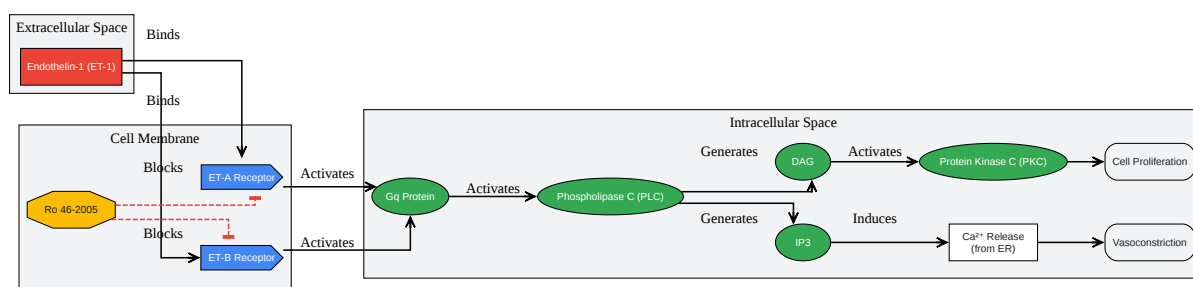 Extracellular Space
Endothelin-1 (ET-1)
Binds
Binds
Cell Membrane
Blocks
ET-A Receptor
Ro 46-2005
Blocks
ET-B Receptor
Activates
Activates
Intracellular Space
Gq Protein
Activates
Phospholipase C (PLC)
Generates
DAG
Activates
Protein Kinase C (PKC)
Cell Proliferation
Generates
IP3
Induces
Ca²⁺ Release
(from ER)
Vasoconstriction